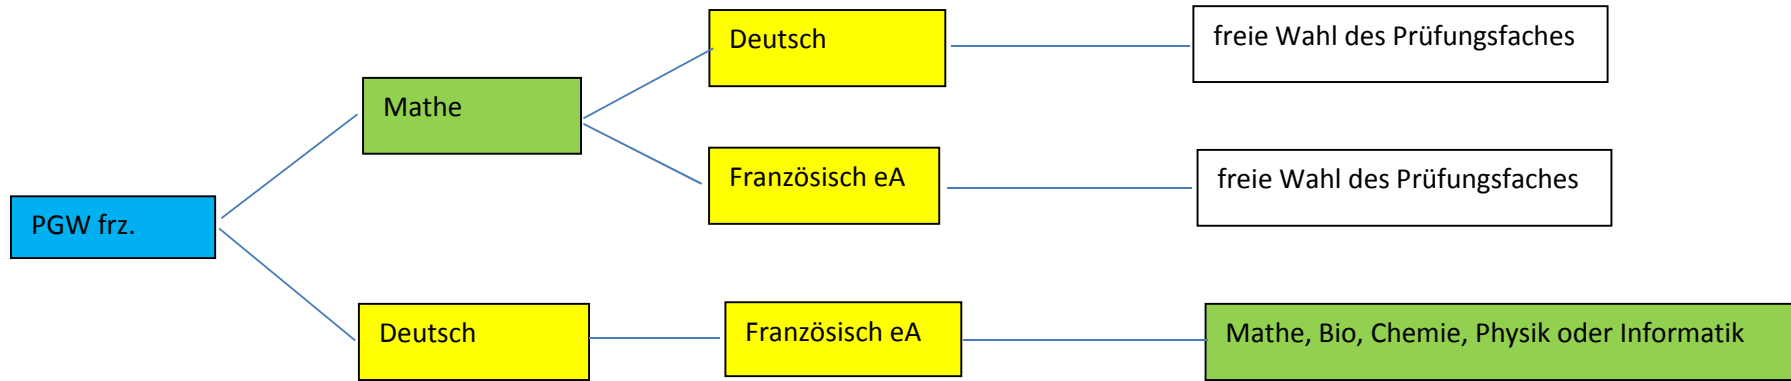 PGW frz.
Mathe
Deutsch
freie Wahl des Prüfungsfaches
Französisch eA
freie Wahl des Prüfungsfaches
Deutsch
Französisch eA
Mathe, Bio, Chemie, Physik oder Informatik